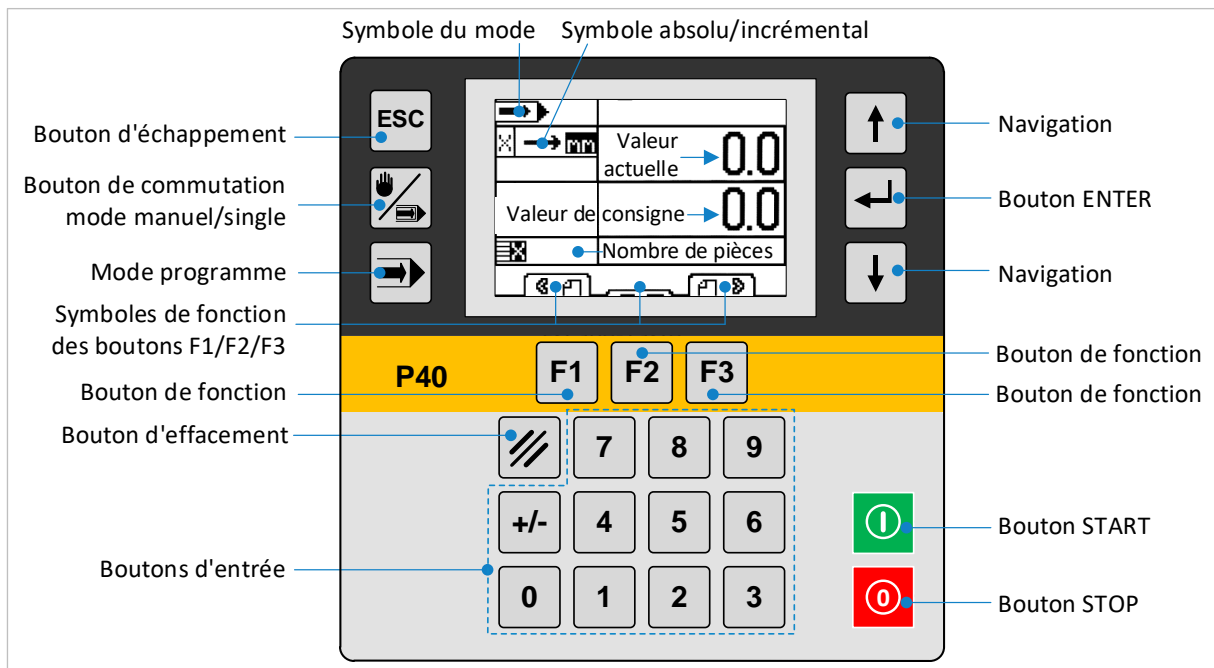 Symbole du mode
Symbole absolu/incrémental
ESC
Bouton d'échappement
Bouton de commutation
mode manuel/single
Mode programme
Symboles de fonction
des boutons F1/F2/F3
Bouton de fonction
Bouton d'effacement
Boutons d'entrée
X
MM
Valeur
actuelle
0.0
Valeur de consigne
0.0
Nombre de pièces
Navigation
Bouton ENTER
Navigation
P40
F1
F2
F3
Bouton de fonction
Bouton de fonction
7
8
9
+/-
4
5
6
0
1
2
3
0
Bouton START
Bouton STOP